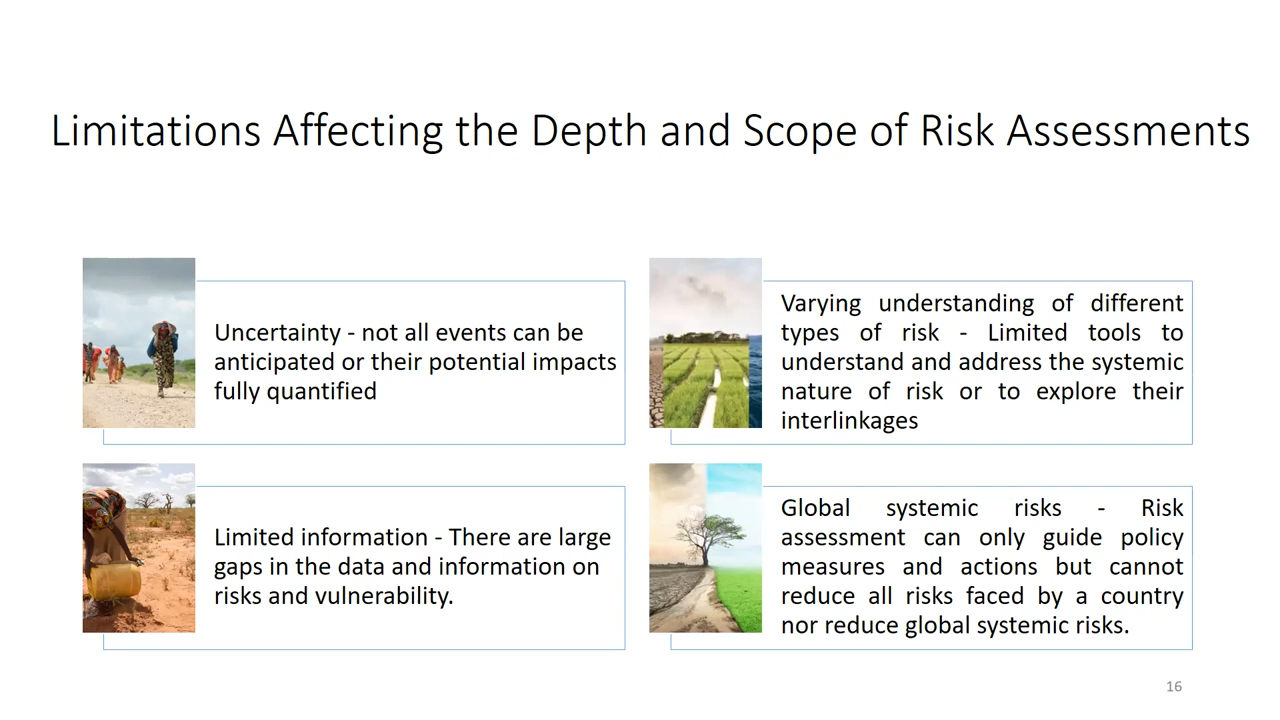 Limitations Affecting the Depth and Scope of Risk Assessments
Uncertainty - not all events can be
anticipated or their potential impacts
fully quantified
Varying understanding of different
types of risk - Limited tools to
understand and address the systemic
nature of risk or to explore their
interlinkages
Limited information - There are large
gaps in the data and information on
risks and vulnerability.
Global systemic risks - Risk
assessment can only guide policy
measures and actions but cannot
reduce all risks faced by a country
nor reduce global systemic risks.
16